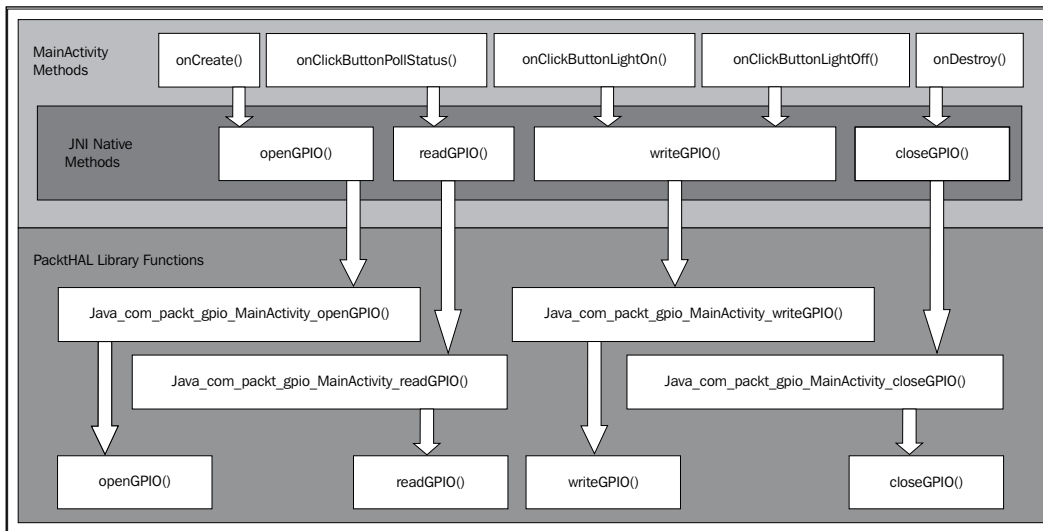 MainActivity
Methods
onCreate()
onClickButtonPollStatus()
onClickButtonLightOn()
onClickButtonLightOff()
onDestroy()
JNI Native
Methods
openGPIO()
readGPIO()
writeGPIO()
closeGPIO()
PacktHAL Library Functions
Java_com_packt_gpio_MainActivity_openGPIO()
Java_com_packt_gpio_MainActivity_writeGPIO()
Java_com_packt_gpio_MainActivity_readGPIO()
Java_com_packt_gpio_MainActivity_closeGPIO()
openGPIO()
readGPIO()
writeGPIO()
closeGPIO()